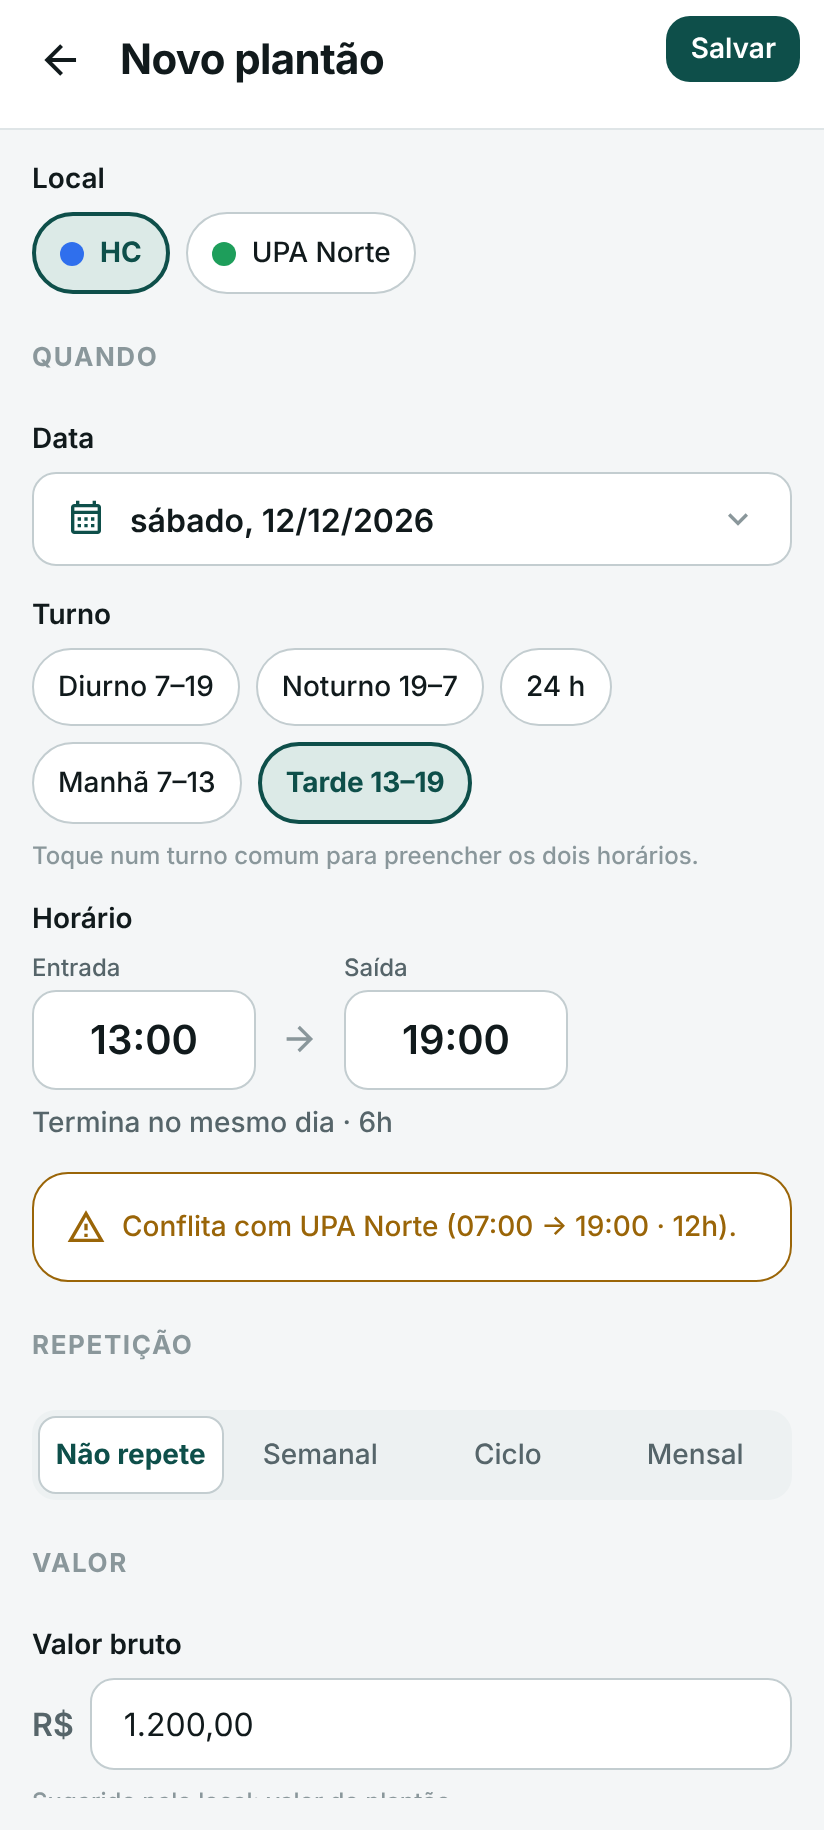 Novo plantão
Salvar
Local
HC
UPA Norte
QUANDO
Data
sábado, 12/12/2026
Turno
Diurno 7–19
Noturno 19–7
24 h
Manhã 7–13
Tarde 13–19
Toque num turno comum para preencher os dois horários.
Horário
Entrada
Saída
13:00
→
19:00
Termina no mesmo dia · 6h
Conflita com UPA Norte (07:00 → 19:00 · 12h).
REPETIÇÃO
Não repete
Semanal
Ciclo
Mensal
VALOR
Valor bruto
R$
1.200,00